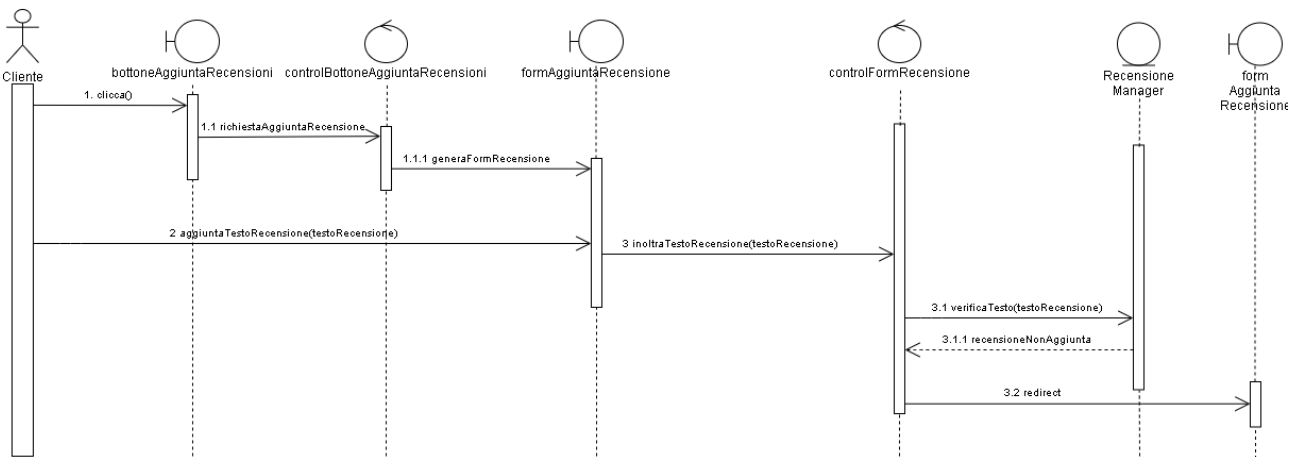 Cliente
bottoneAggiuntaRecensioni
controlBottoneAggiuntaRecensioni
formAggiuntaRecensione
controlFormRecensione
Recensione
Manager
form
Aggiunta
Recensione
1. clicca()
1.1 richiestaAggiuntaRecensione
1.1.1 generaFormRecensione
2 aggiuntaTestoRecensione(testoRecensione)
3 inoltraTestoRecensione(testoRecensione)
3.1 verificaTesto(testoRecensione)
3.1.1 recensioneNonAggiunta
3.2 redirect